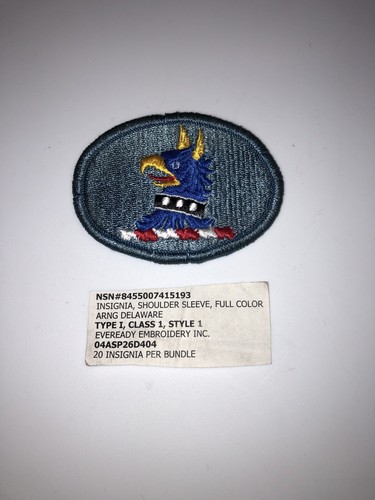 NSN#8455007415193
INSIGNIA, SHOULDER SLEEVE, FULL COLOR
ARNG DELAWARE
TYPE I, CLASS 1, STYLE 1
EVEREADY EMBROIDERY INC.
04ASP26D404
20 INSIGNIA PER BUNDLE